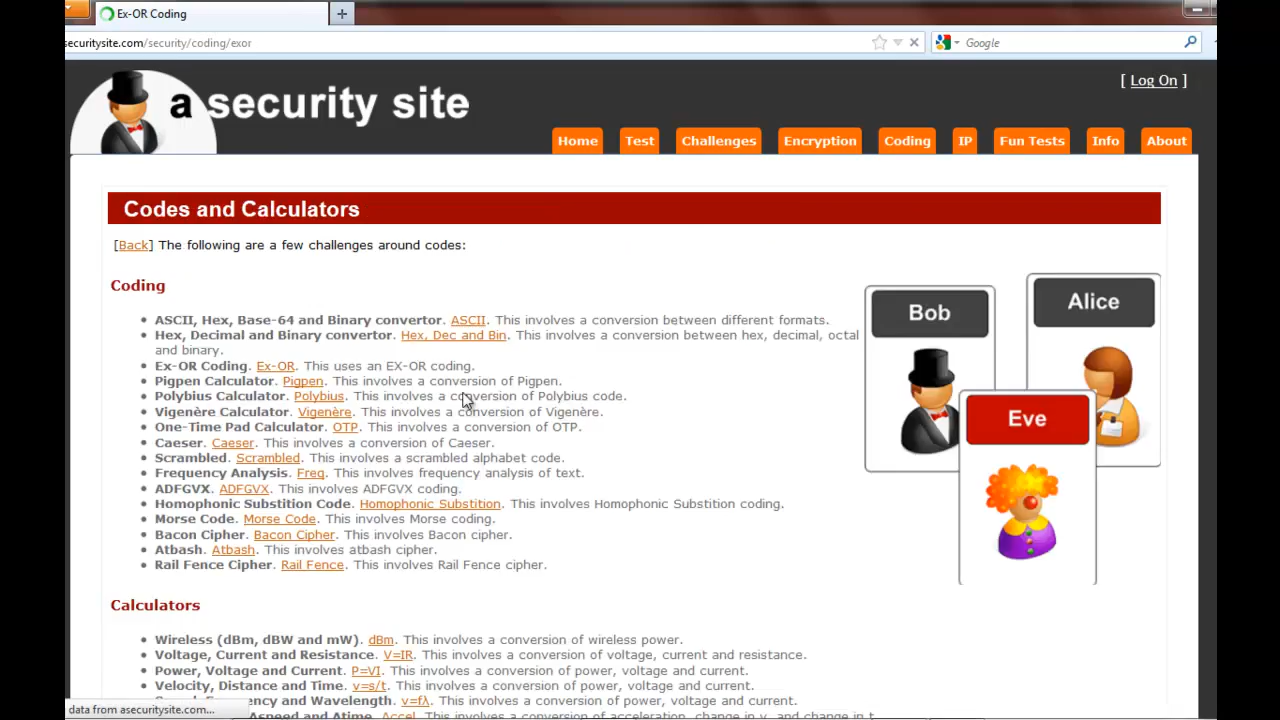 Ex-OR Coding
securitysite.com/security/coding/exor
Google
[ Log On ]
a security site
Home Test Challenges Encryption Coding IP Fun Tests Info About
Codes and Calculators
[Back] The following are a few challenges around codes:
Coding
ASCII, Hex, Base-64 and Binary convertor. ASCII. This involves a conversion between different formats.
Hex, Decimal and Binary convertor. Hex, Dec and Bin. This involves a conversion between hex, decimal, octal
and binary.
Ex-OR Coding. Ex-OR. This uses an EX-OR coding.
Pigpen Calculator. Pigpen. This involves a conversion of Pigpen.
Polybius Calculator. Polybius. This involves a conversion of Polybius code.
Vigenère Calculator. Vigenère. This involves a conversion of Vigenère.
One-Time Pad Calculator. OTP. This involves a conversion of OTP.
Caeser. Caeser. This involves a conversion of Caeser.
Scrambled. Scrambled. This involves a scrambled alphabet code.
Frequency Analysis. Freq. This involves frequency analysis of text.
ADFGVX. ADFGVX. This involves ADFGVX coding.
Homophonic Substition Code. Homophonic Substition. This involves Homophonic Substition coding.
Morse Code. Morse Code. This involves Morse coding.
Bacon Cipher. Bacon Cipher. This involves Bacon cipher.
Atbash. Atbash. This involves atbash cipher.
Rail Fence Cipher. Rail Fence. This involves Rail Fence cipher.
Bob
Alice
Eve
Calculators
Wireless (dBm, dBW and mW). dBm. This involves a conversion of wireless power.
Voltage, Current and Resistance. V=IR. This involves a conversion of voltage, current and resistance.
Power, Voltage and Current. P=VI. This involves a conversion of power, voltage and current.
Velocity, Distance and Time. v=s/t. This involves a conversion of power, voltage and current.
and Wavelength. v=fλ. This involves a conversion of power, voltage and current.
and Atime. Accel. This involves a conversion of acceleration, change in v, and change in t
data from asecuritysite.com...